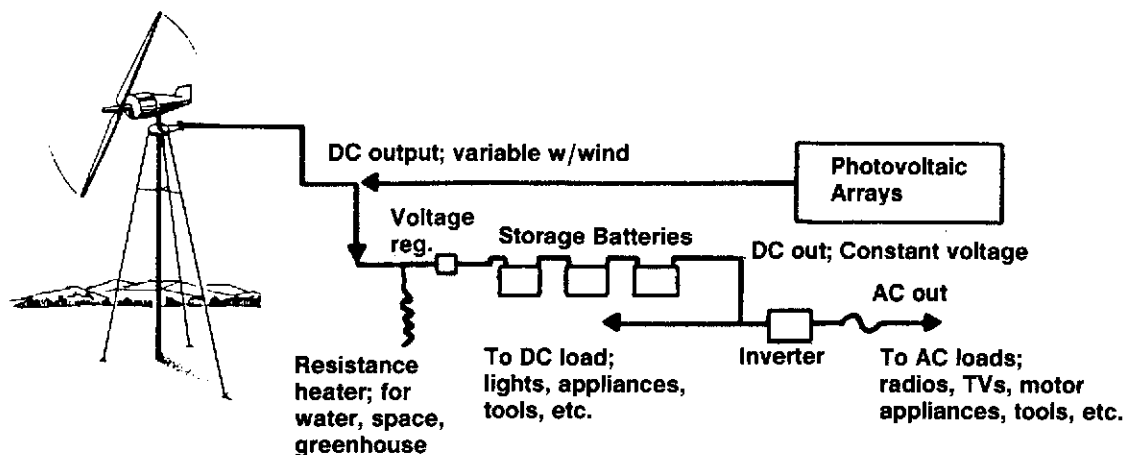 DC output; variable w/wind
Photovoltaic
Arrays
Voltage
reg.
Storage Batteries
DC out; Constant voltage
AC out
Resistance
heater; for
water, space,
greenhouse
To DC load;
lights, appliances,
tools, etc.
Inverter
To AC loads;
radios, TVs, motor
appliances, tools, etc.